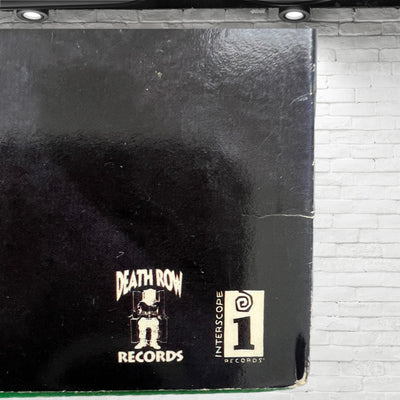 DEATH ROW
RECORDS
INTERSCOPE
i
RECORDS